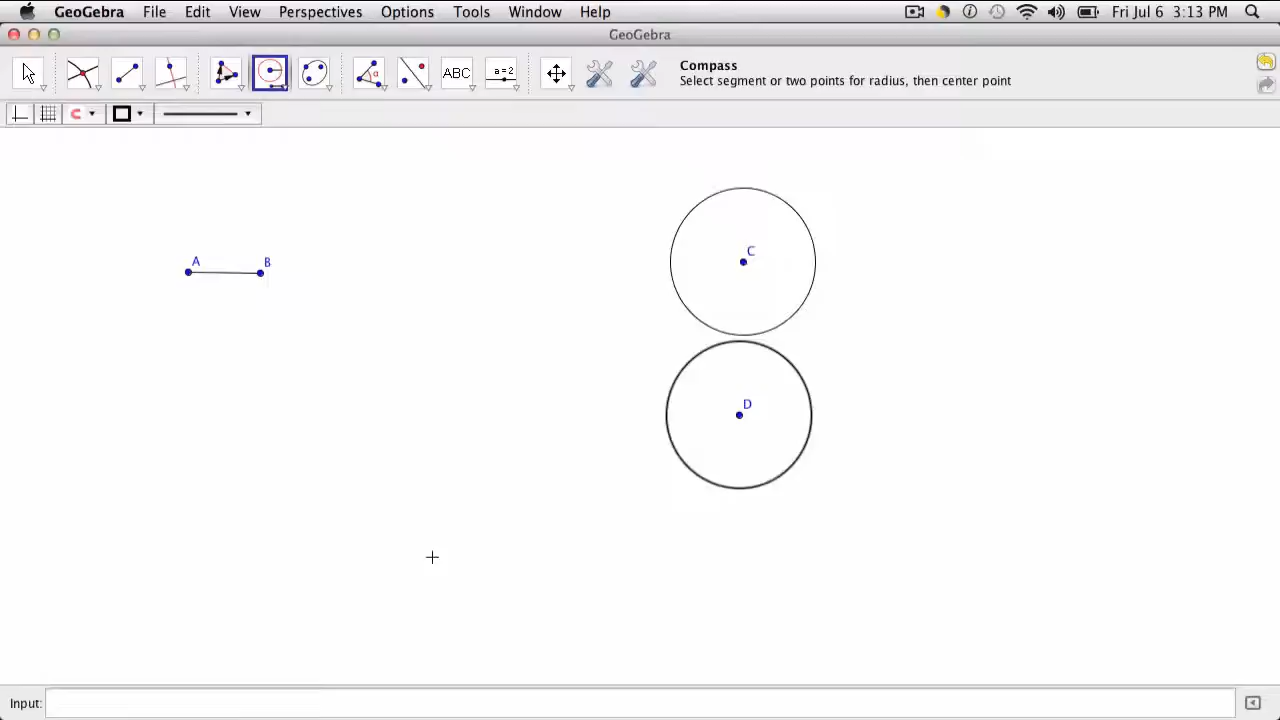 GeoGebra File Edit View Perspectives Options Tools Window Help Fri Jul 6 3:13 PM
GeoGebra
ABC a=2 α
Compass
Select segment or two points for radius, then center point
A B
C
D
Input: